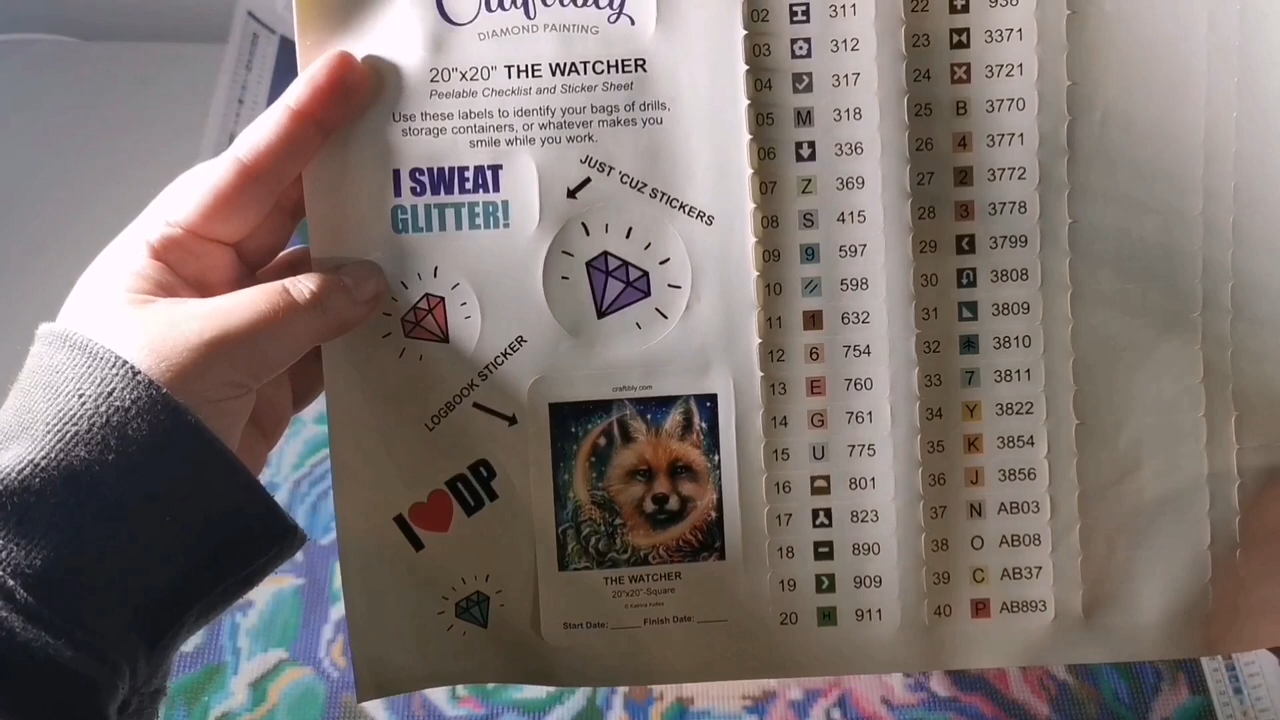 Craftibly
DIAMOND PAINTING
20"x20" THE WATCHER
Peelable Checklist and Sticker Sheet
Use these labels to identify your bags of drills,
storage containers, or whatever makes you
smile while you work.
I SWEAT
GLITTER!
JUST 'CUZ STICKERS
LOGBOOK STICKER
I ❤ DP
craftibly.com
THE WATCHER
20"x20"-Square
Start Date: _____ Finish Date: _____
02 311
03 312
04 317
05 M 318
06 336
07 Z 369
08 S 415
09 9 597
10 598
11 1 632
12 6 754
13 E 760
14 G 761
15 U 775
16 801
17 823
18 890
19 909
20 H 911
22 938
23 3371
24 3721
25 B 3770
26 4 3771
27 2 3772
28 3 3778
29 3799
30 3808
31 3809
32 3810
33 7 3811
34 Y 3822
35 K 3854
36 J 3856
37 N AB03
38 O AB08
39 C AB37
40 P AB893